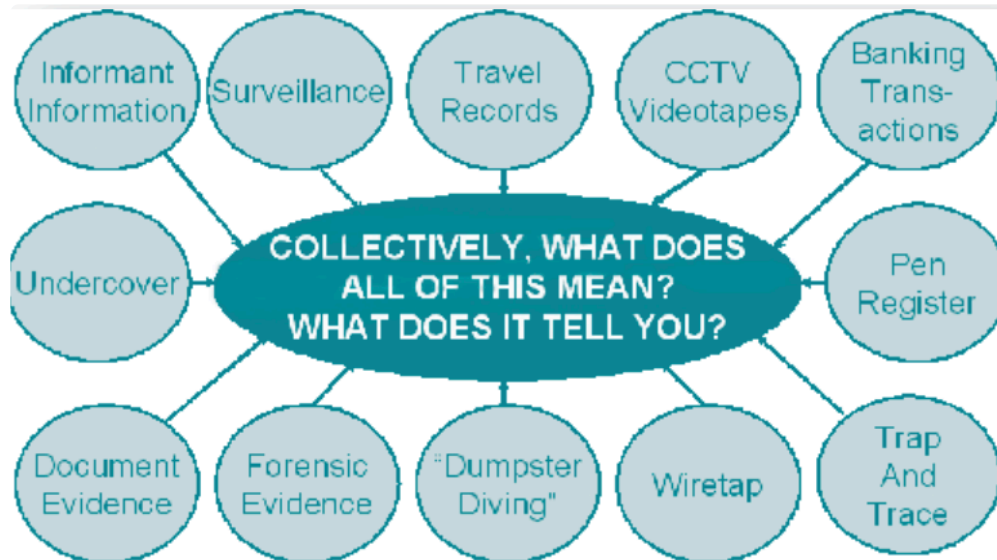 Informant
Information
Surveillance
Travel
Records
CCTV
Videotapes
Banking
Trans-
actions
Undercover
COLLECTIVELY, WHAT DOES
ALL OF THIS MEAN?
WHAT DOES IT TELL YOU?
Pen
Register
Document
Evidence
Forensic
Evidence
"Dumpster
Diving"
Wiretap
Trap
And
Trace